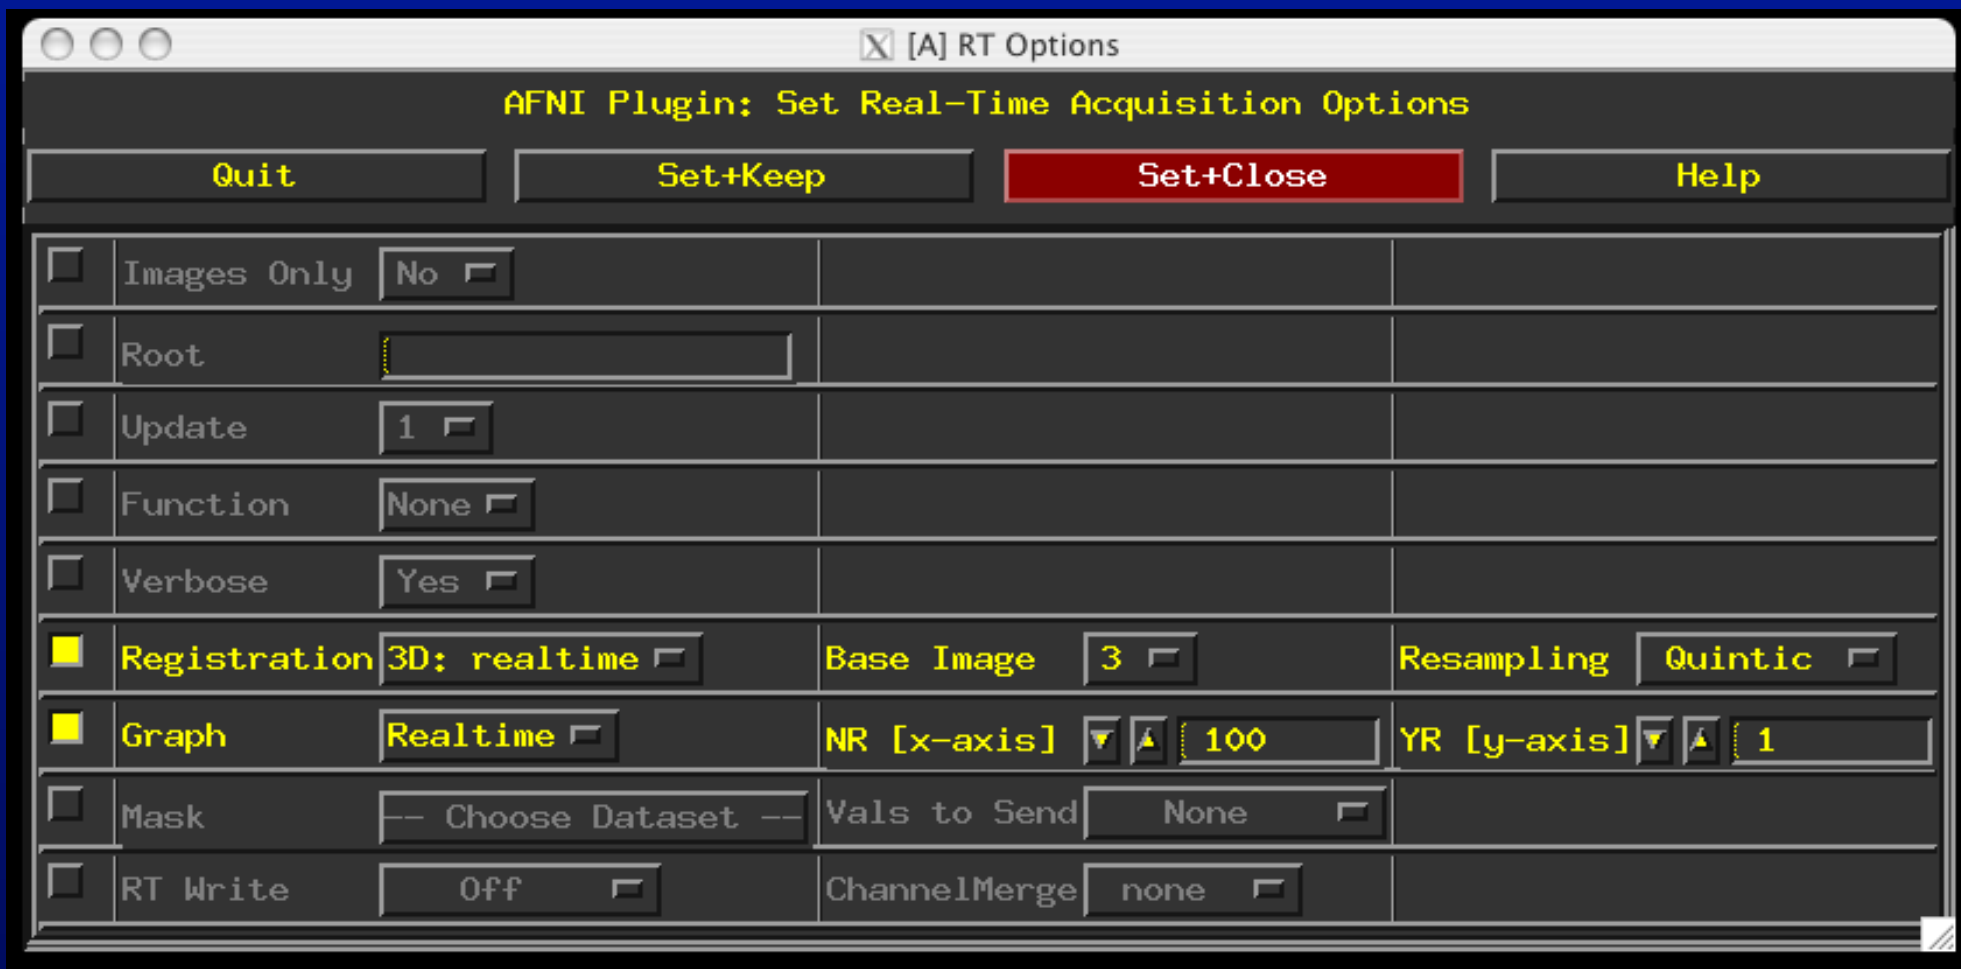 [A] RT Options
AFNI Plugin: Set Real-Time Acquisition Options
Quit Set+Keep Set+Close Help
Images Only No
Root
Update 1
Function None
Verbose Yes
Registration 3D: realtime Base Image 3 Resampling Quintic
Graph Realtime NR [x-axis] 100 YR [y-axis] 1
Mask -- Choose Dataset -- Vals to Send None
RT Write Off ChannelMerge none